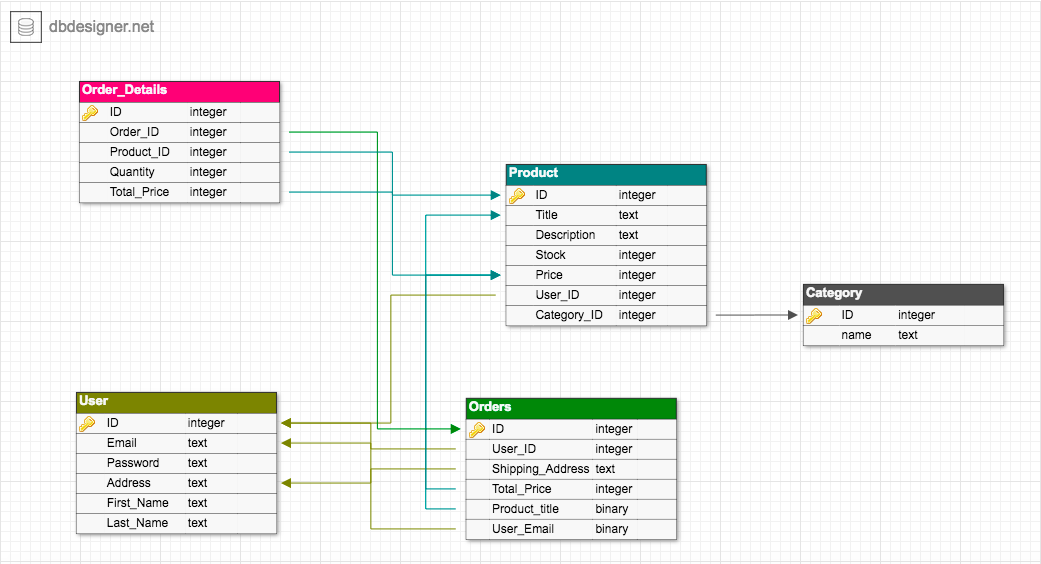 dbdesigner.net
Order_Details
ID integer
Order_ID integer
Product_ID integer
Quantity integer
Total_Price integer
Product
ID integer
Title text
Description text
Stock integer
Price integer
User_ID integer
Category_ID integer
Category
ID integer
name text
User
ID integer
Email text
Password text
Address text
First_Name text
Last_Name text
Orders
ID integer
User_ID integer
Shipping_Address text
Total_Price integer
Product_title binary
User_Email binary